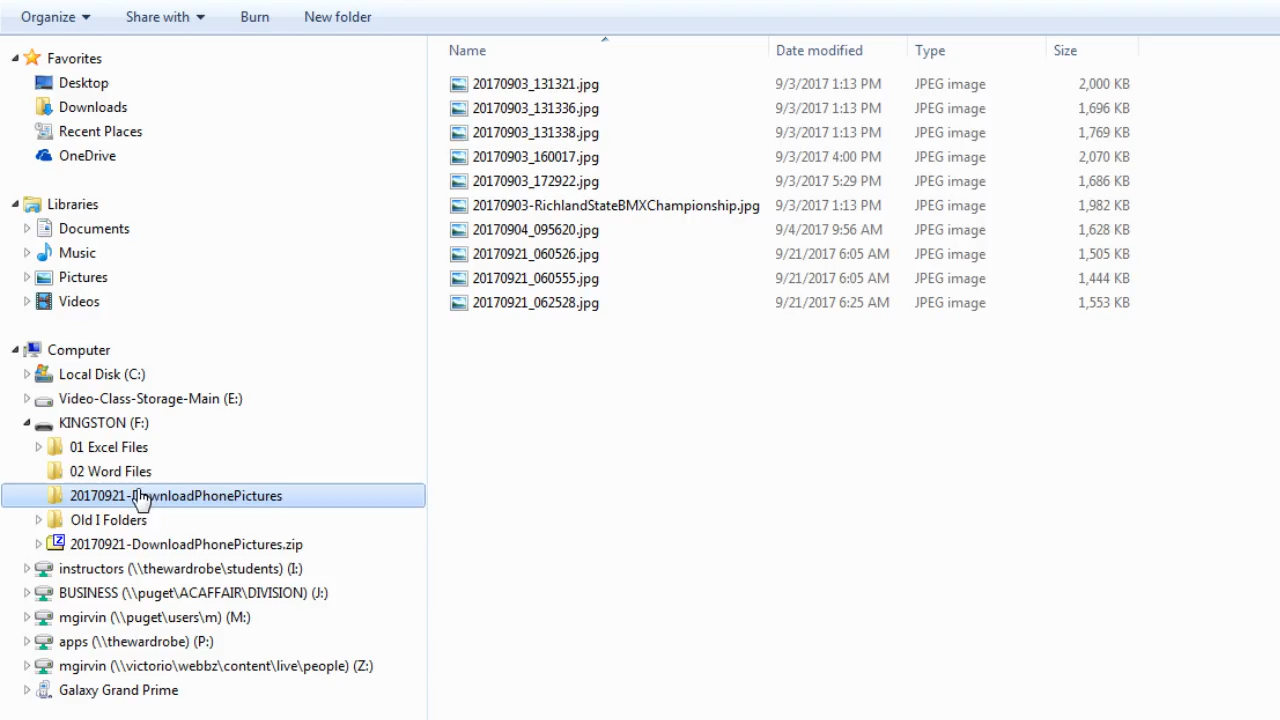 Organize Share with Burn New folder
Favorites
Desktop
Downloads
Recent Places
OneDrive
Libraries
Documents
Music
Pictures
Videos
Computer
Local Disk (C:)
Video-Class-Storage-Main (E:)
KINGSTON (F:)
01 Excel Files
02 Word Files
20170921-DownloadPhonePictures
Old I Folders
20170921-DownloadPhonePictures.zip
instructors (\\thewardrobe\students) (I:)
BUSINESS (\\puget\ACAFFAIR\DIVISION) (J:)
mgirvin (\\puget\users\m) (M:)
apps (\\thewardrobe) (P:)
mgirvin (\\victorio\webbz\content\live\people) (Z:)
Galaxy Grand Prime
Name Date modified Type Size
20170903_131321.jpg 9/3/2017 1:13 PM JPEG image 2,000 KB
20170903_131336.jpg 9/3/2017 1:13 PM JPEG image 1,696 KB
20170903_131338.jpg 9/3/2017 1:13 PM JPEG image 1,769 KB
20170903_160017.jpg 9/3/2017 4:00 PM JPEG image 2,070 KB
20170903_172922.jpg 9/3/2017 5:29 PM JPEG image 1,686 KB
20170903-RichlandStateBMXChampionship.jpg 9/3/2017 1:13 PM JPEG image 1,982 KB
20170904_095620.jpg 9/4/2017 9:56 AM JPEG image 1,628 KB
20170921_060526.jpg 9/21/2017 6:05 AM JPEG image 1,505 KB
20170921_060555.jpg 9/21/2017 6:05 AM JPEG image 1,444 KB
20170921_062528.jpg 9/21/2017 6:25 AM JPEG image 1,553 KB